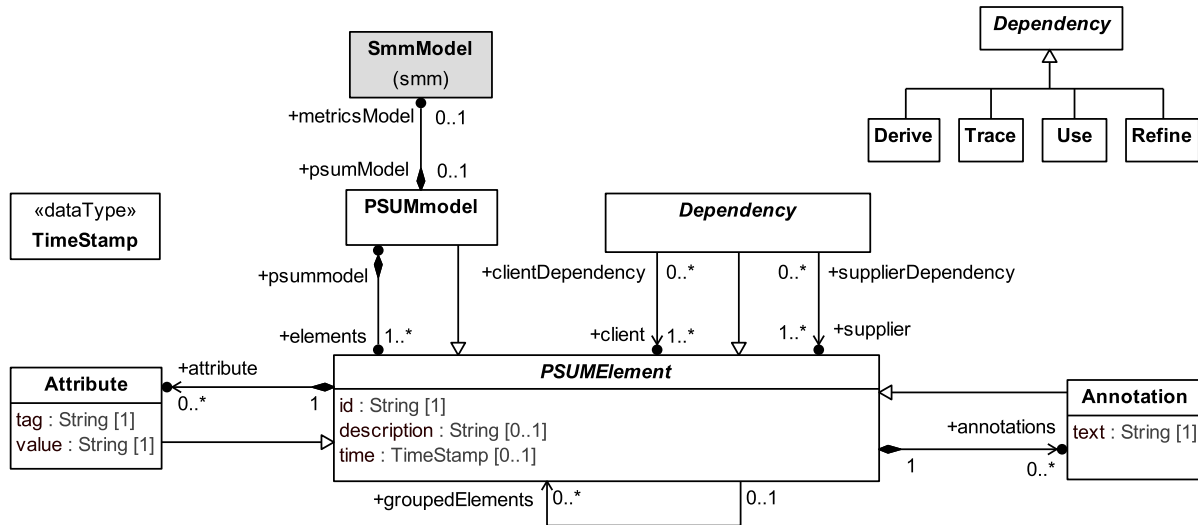 Dependency
SmmModel
(smm)
+metricsModel
0..1
Derive
Trace
Use
Refine
+psumModel
0..1
«dataType»
TimeStamp
PSUMmodel
Dependency
+psummodel
+clientDependency
0..*
0..*
+supplierDependency
+elements
1..*
+client
1..*
1..*
+supplier
+attribute
0..*
1
Attribute
tag : String [1]
value : String [1]
PSUMElement
id : String [1]
description : String [0..1]
time : TimeStamp [0..1]
Annotation
text : String [1]
+annotations
1
0..*
+groupedElements
0..*
0..1